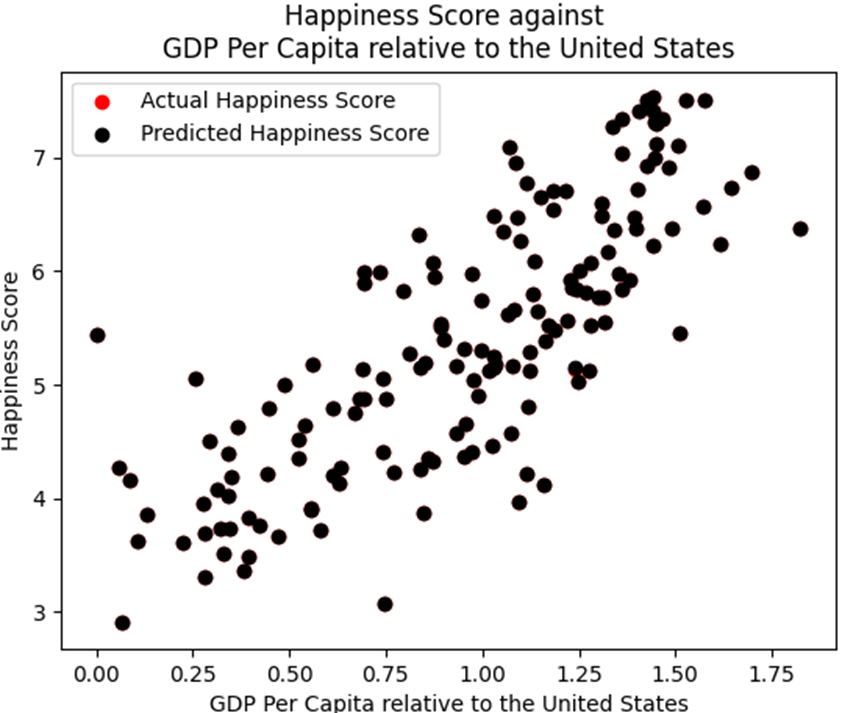 Happiness Score against
GDP Per Capita relative to the United States
Actual Happiness Score
Predicted Happiness Score
7
6
5
4
3
Happiness Score
0.00 0.25 0.50 0.75 1.00 1.25 1.50 1.75
GDP Per Capita relative to the United States